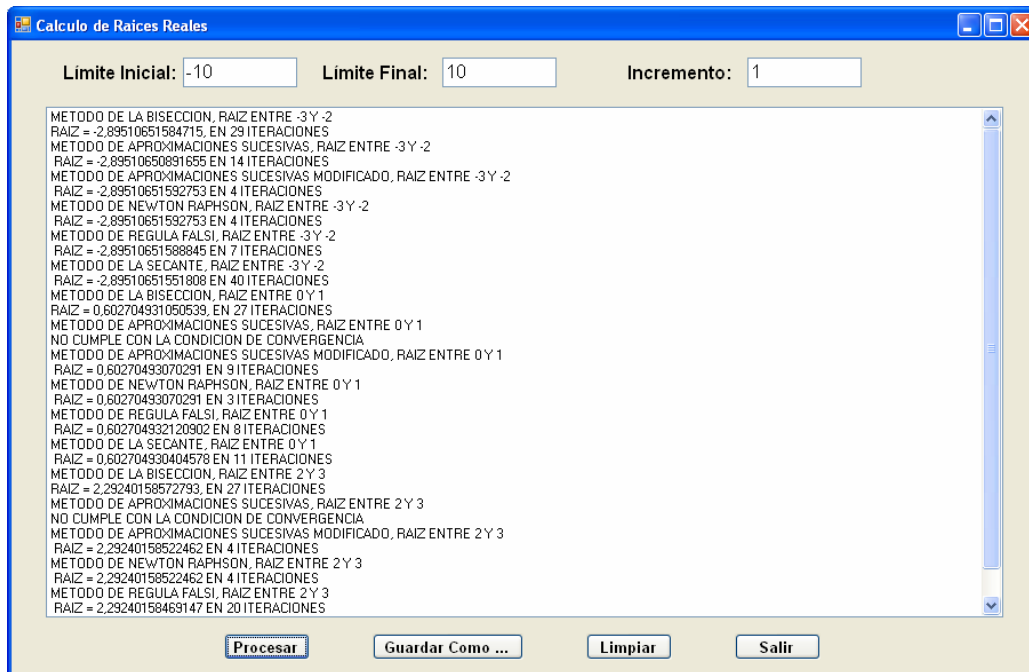 Calculo de Raices Reales
Límite Inicial: -10 Límite Final: 10 Incremento: 1
METODO DE LA BISECCION, RAIZ ENTRE -3 Y -2
RAIZ = -2,89510651584715, EN 29 ITERACIONES
METODO DE APROXIMACIONES SUCESIVAS, RAIZ ENTRE -3 Y -2
RAIZ = -2,89510650891655 EN 14 ITERACIONES
METODO DE APROXIMACIONES SUCESIVAS MODIFICADO, RAIZ ENTRE -3 Y -2
RAIZ = -2,89510651592753 EN 4 ITERACIONES
METODO DE NEWTON RAPHSON, RAIZ ENTRE -3 Y -2
RAIZ = -2,89510651592753 EN 4 ITERACIONES
METODO DE REGULA FALSI, RAIZ ENTRE -3 Y -2
RAIZ = -2,89510651588845 EN 7 ITERACIONES
METODO DE LA SECANTE, RAIZ ENTRE -3 Y -2
RAIZ = -2,89510651551808 EN 40 ITERACIONES
METODO DE LA BISECCION, RAIZ ENTRE 0 Y 1
RAIZ = 0,602704931050539, EN 27 ITERACIONES
METODO DE APROXIMACIONES SUCESIVAS, RAIZ ENTRE 0 Y 1
NO CUMPLE CON LA CONDICION DE CONVERGENCIA
METODO DE APROXIMACIONES SUCESIVAS MODIFICADO, RAIZ ENTRE 0 Y 1
RAIZ = 0,60270493070291 EN 9 ITERACIONES
METODO DE NEWTON RAPHSON, RAIZ ENTRE 0 Y 1
RAIZ = 0,60270493070291 EN 3 ITERACIONES
METODO DE REGULA FALSI, RAIZ ENTRE 0 Y 1
RAIZ = 0,602704932120902 EN 8 ITERACIONES
METODO DE LA SECANTE, RAIZ ENTRE 0 Y 1
RAIZ = 0,602704930404578 EN 11 ITERACIONES
METODO DE LA BISECCION, RAIZ ENTRE 2 Y 3
RAIZ = 2,29240158572793, EN 27 ITERACIONES
METODO DE APROXIMACIONES SUCESIVAS, RAIZ ENTRE 2 Y 3
NO CUMPLE CON LA CONDICION DE CONVERGENCIA
METODO DE APROXIMACIONES SUCESIVAS MODIFICADO, RAIZ ENTRE 2 Y 3
RAIZ = 2,29240158522462 EN 4 ITERACIONES
METODO DE NEWTON RAPHSON, RAIZ ENTRE 2 Y 3
RAIZ = 2,29240158522462 EN 4 ITERACIONES
METODO DE REGULA FALSI, RAIZ ENTRE 2 Y 3
RAIZ = 2,29240158469147 EN 20 ITERACIONES
Procesar Guardar Como ... Limpiar Salir